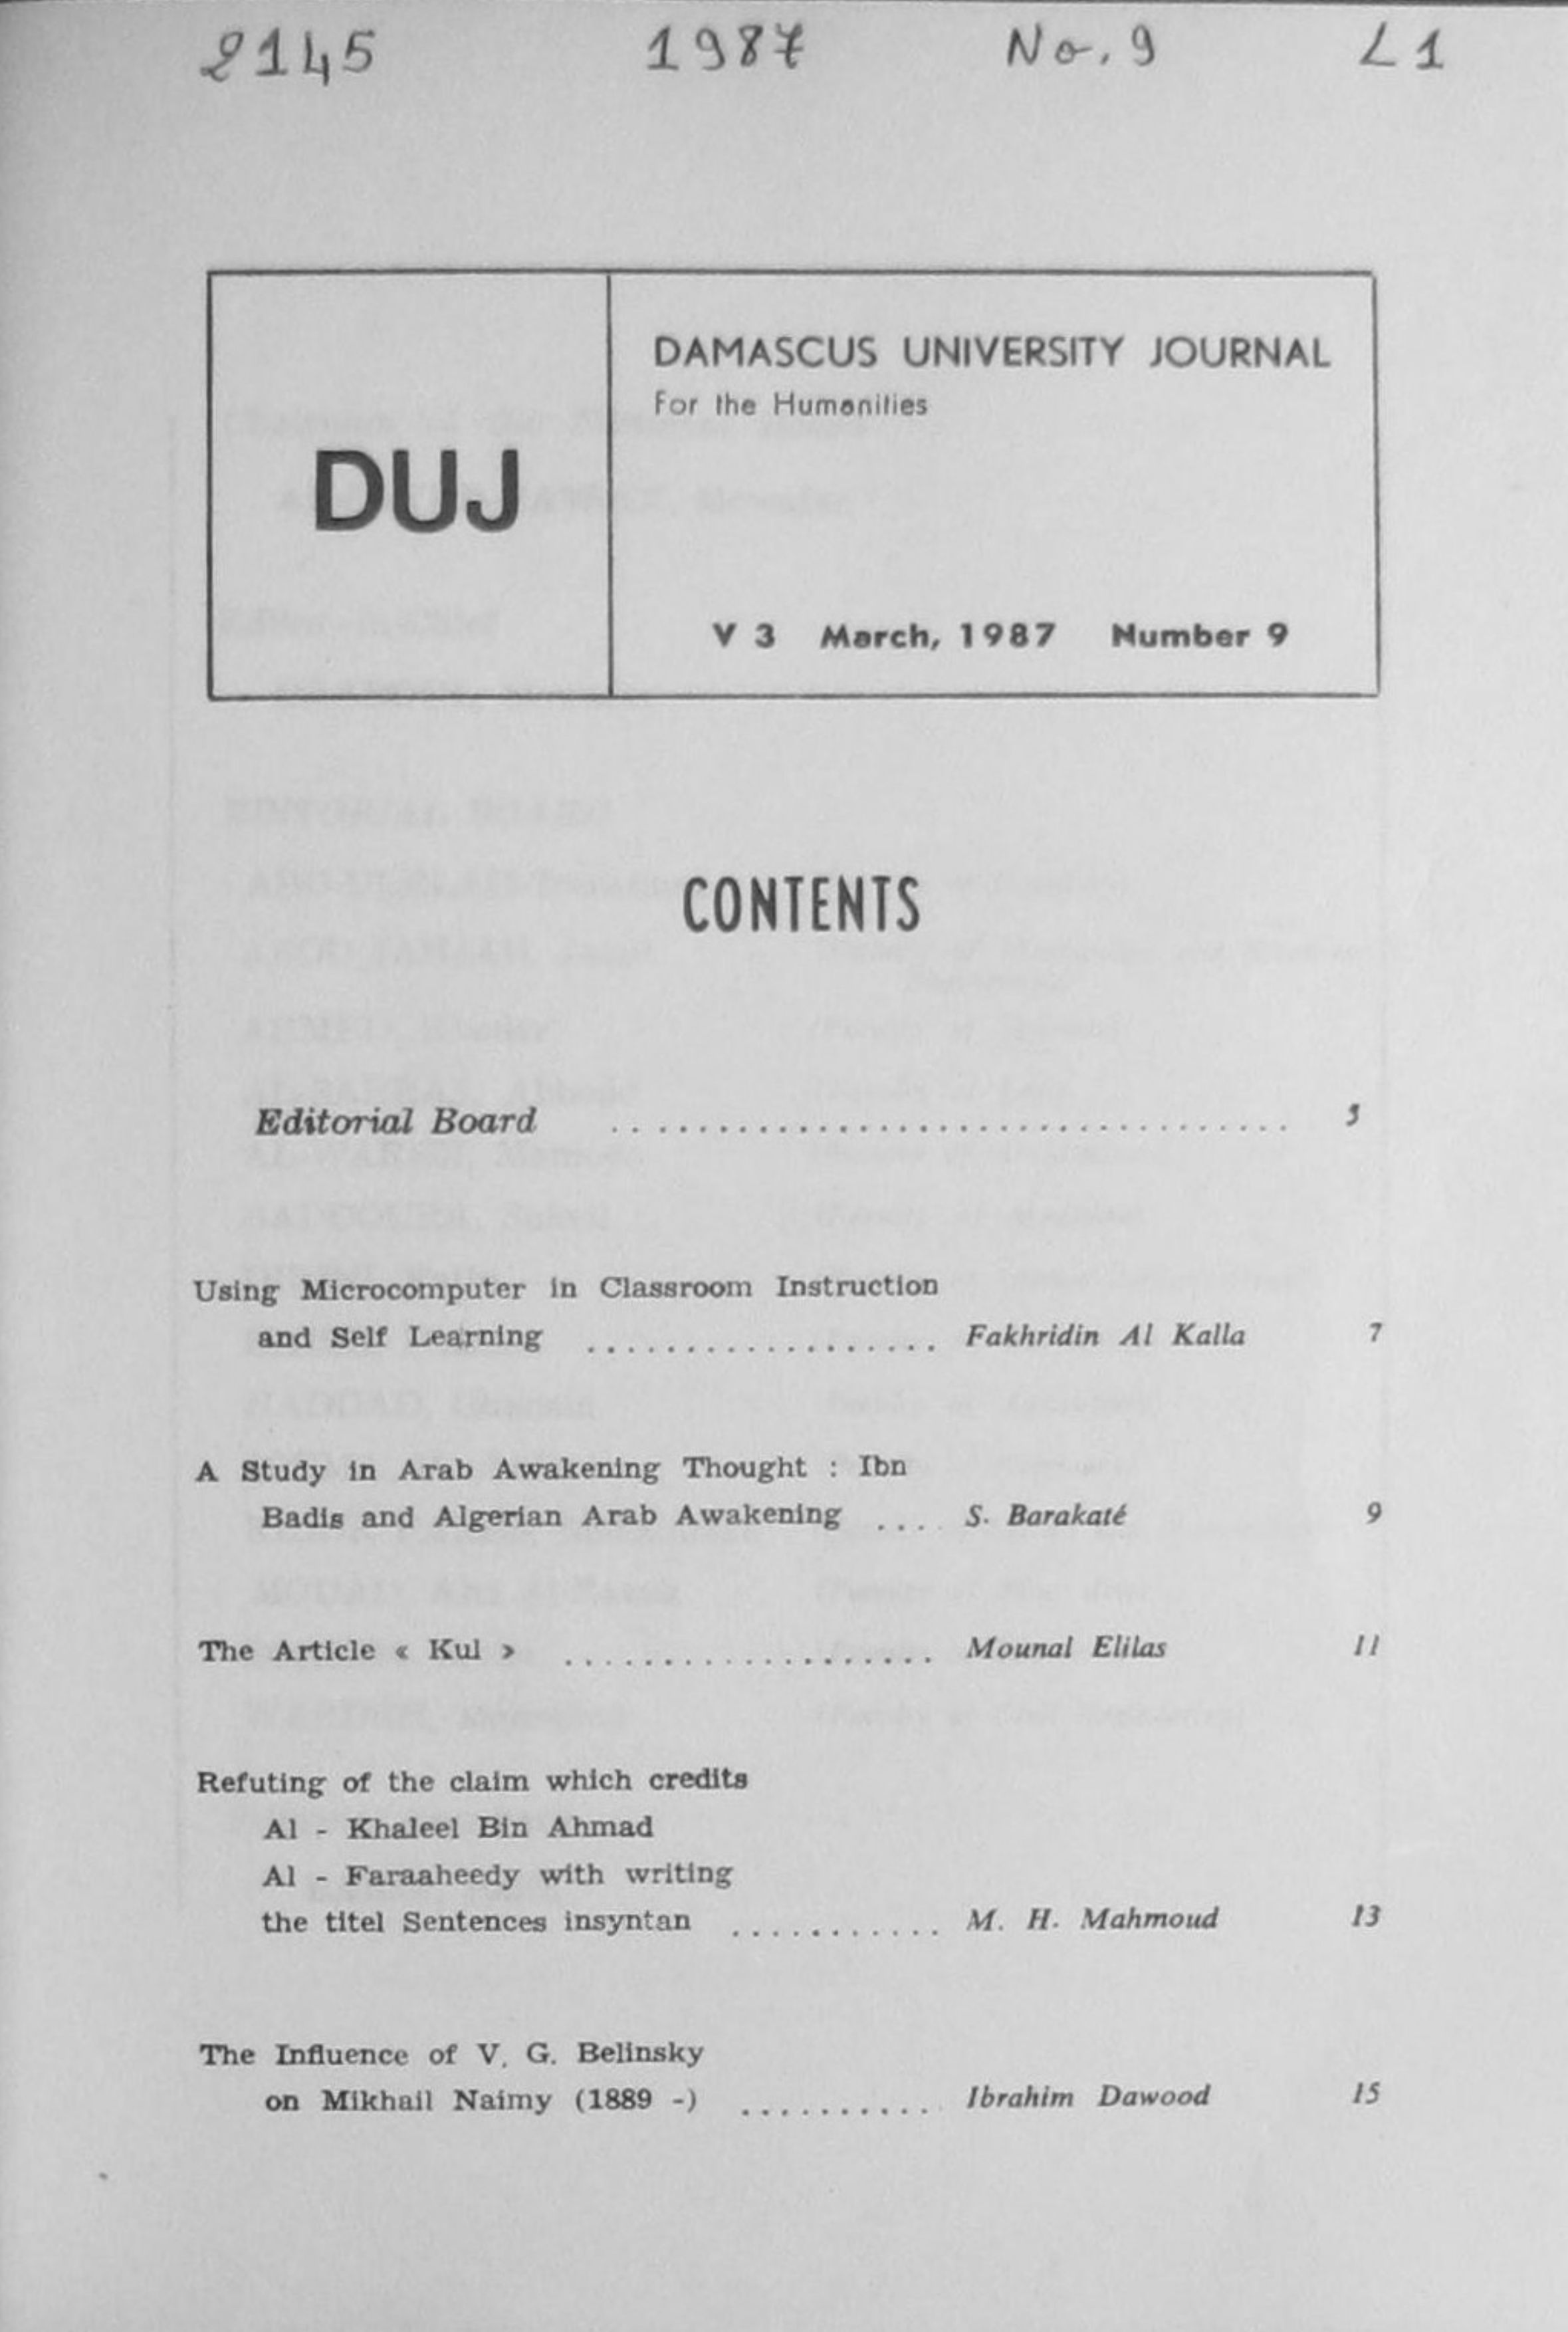 2145 1987 No. 9 L1
DUJ
DAMASCUS UNIVERSITY JOURNAL
For the Humanities
V 3 March, 1987 Number 9
CONTENTS
Editorial Board .................................. 5
Using Microcomputer in Classroom Instruction
and Self Learning .................. Fakhridin Al Kalla 7
A Study in Arab Awakening Thought : Ibn
Badis and Algerian Arab Awakening .... S. Barakaté 9
The Article « Kul » ................... Mounal Elilas 11
Refuting of the claim which credits
Al - Khaleel Bin Ahmad
Al - Faraaheedy with writing
the titel Sentences insyntan ........... M. H. Mahmoud 13
The Influence of V. G. Belinsky
on Mikhail Naimy (1889 -) .......... Ibrahim Dawood 15